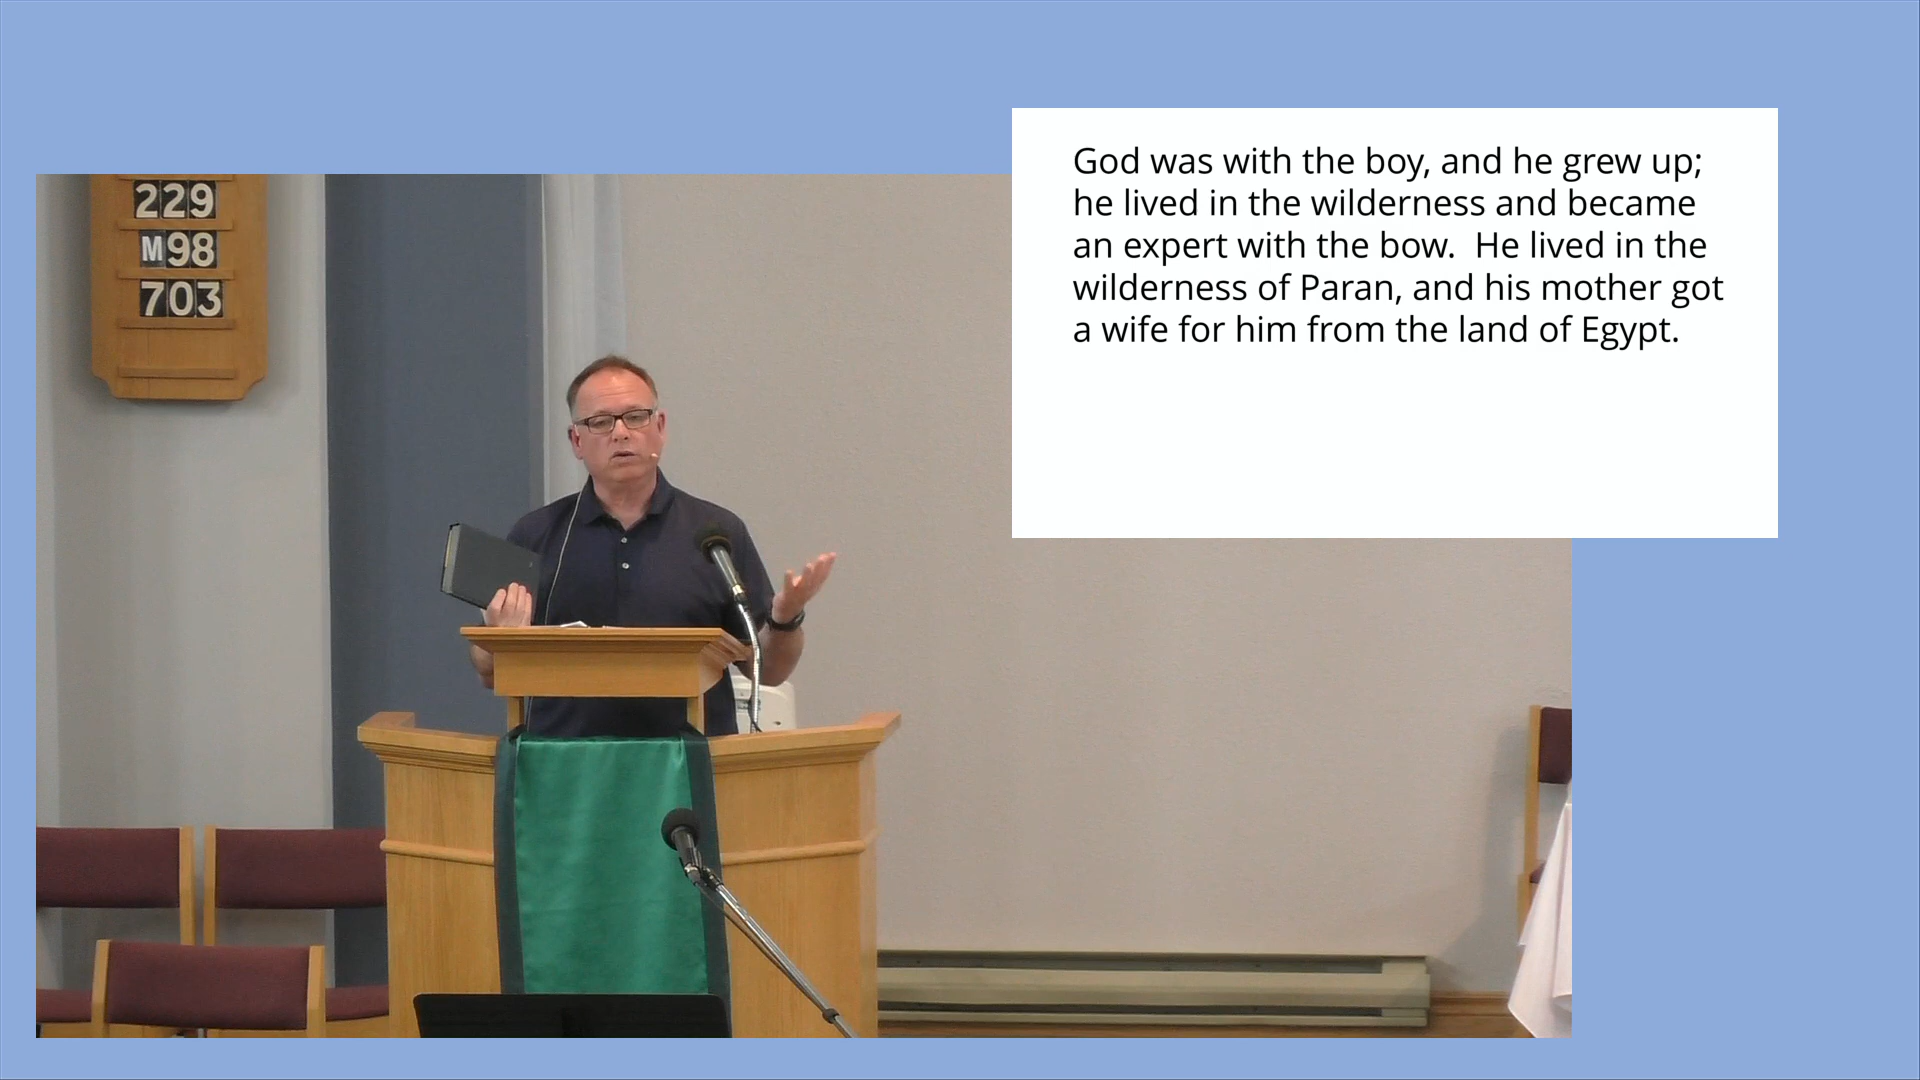 229
M98
703
God was with the boy, and he grew up;
he lived in the wilderness and became
an expert with the bow.  He lived in the
wilderness of Paran, and his mother got
a wife for him from the land of Egypt.